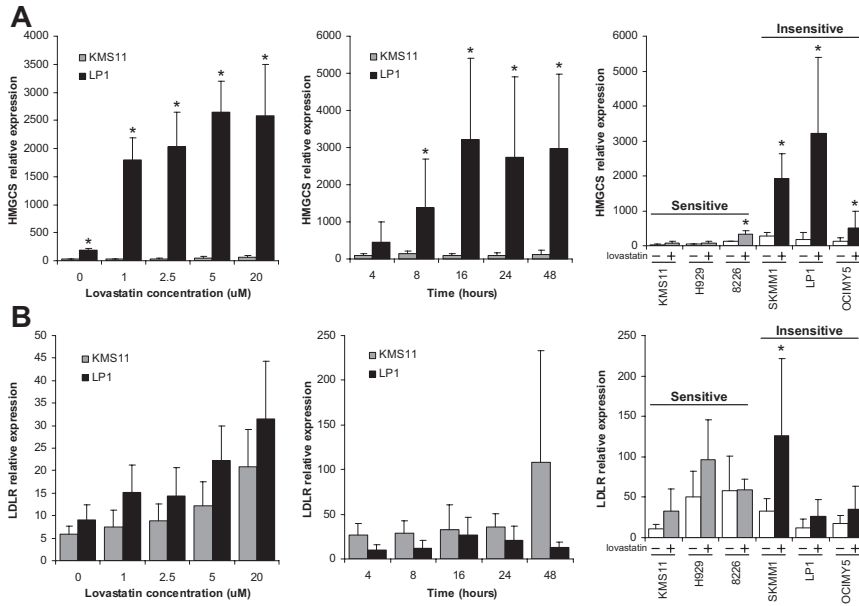 A
HMGCS relative expression
4000
3500
3000
2500
2000
1500
1000
500
0
KMS11
LP1
*
*
*
*
*
0 1 2.5 5 20
Lovastatin concentration (uM)
HMGCS relative expression
6000
5000
4000
3000
2000
1000
0
KMS11
LP1
*
*
*
*
4 8 16 24 48
Time (hours)
HMGCS relative expression
6000
5000
4000
3000
2000
1000
0
Insensitive
Sensitive
*
*
*
*
lovastatin − + − + − + − + − + − +
KMS11
H929
8226
SKMM1
LP1
OCIMY5
B
LDLR relative expression
50
45
40
35
30
25
20
15
10
5
0
KMS11
LP1
0 1 2.5 5 20
Lovastatin concentration (uM)
LDLR relative expression
250
200
150
100
50
0
KMS11
LP1
4 8 16 24 48
Time (hours)
LDLR relative expression
250
200
150
100
50
0
Insensitive
Sensitive
*
lovastatin − + − + − + − + − + − +
KMS11
H929
8226
SKMM1
LP1
OCIMY5